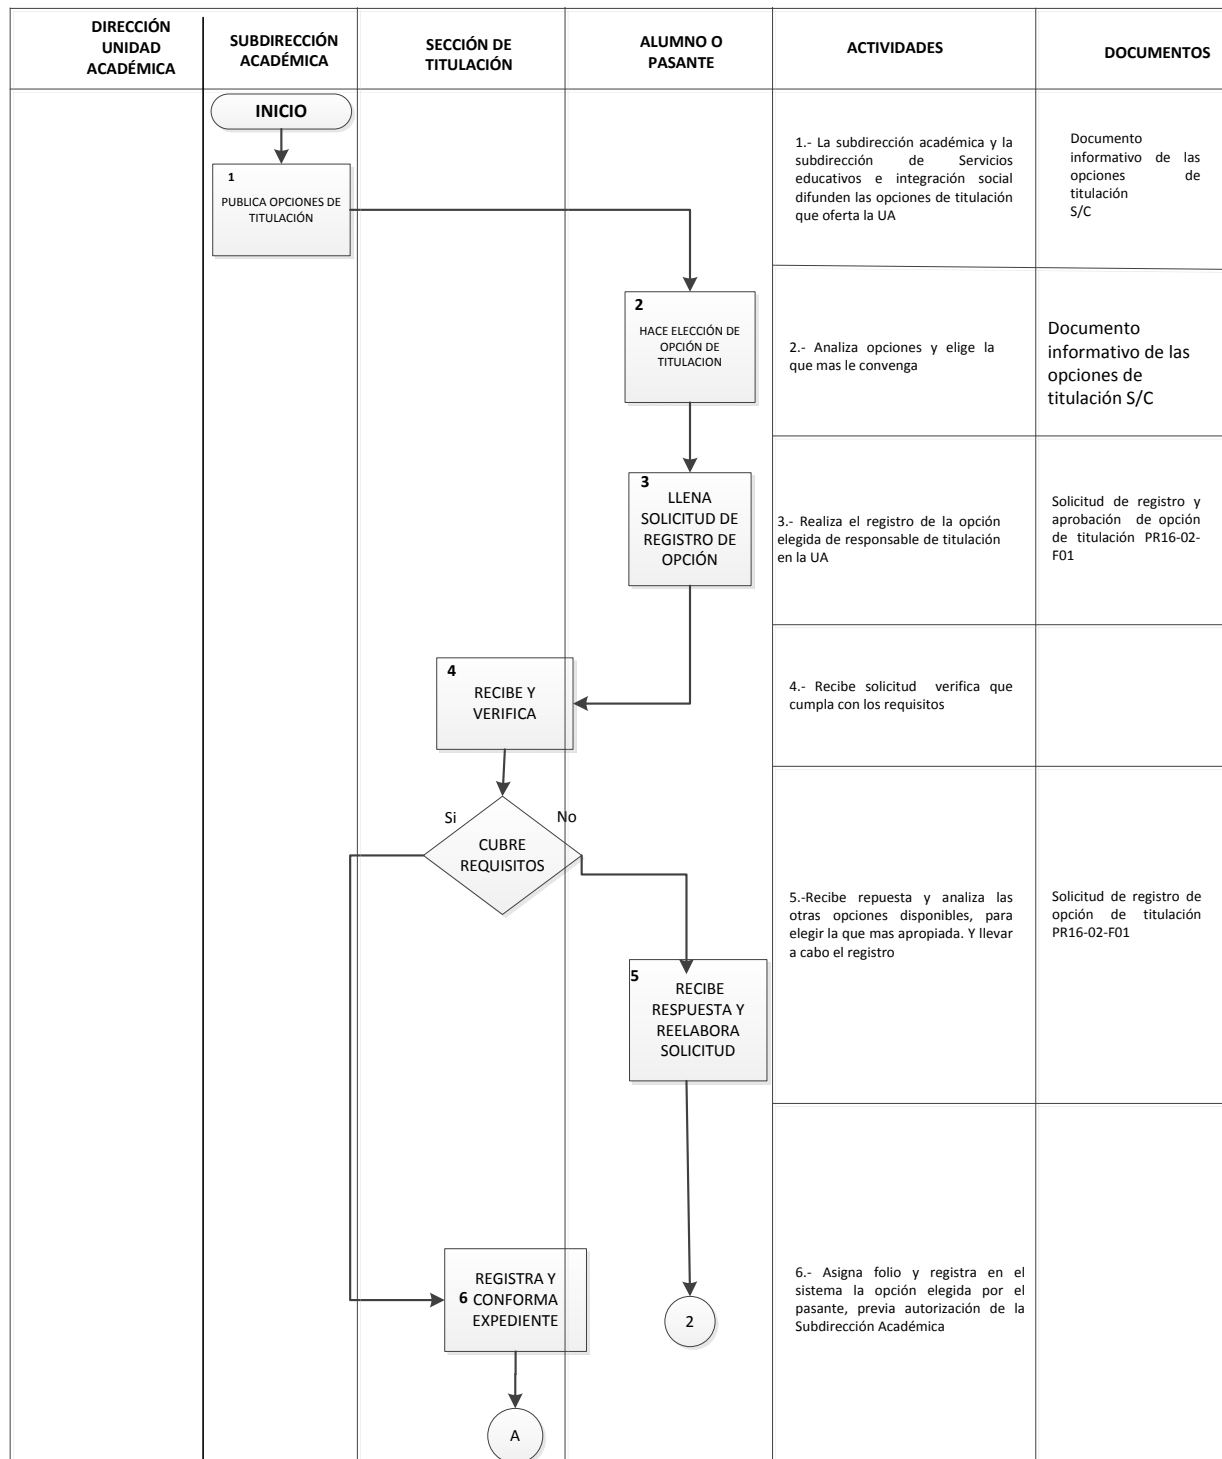 DIRECCIÓN
UNIDAD
ACADÉMICA
SUBDIRECCIÓN
ACADÉMICA
SECCIÓN DE
TITULACIÓN
ALUMNO O
PASANTE
ACTIVIDADES
DOCUMENTOS
INICIO
1
PUBLICA OPCIONES DE
TITULACIÓN
1.- La subdirección académica y la
subdirección de Servicios
educativos e integración social
difunden las opciones de titulación
que oferta la UA
Documento
informativo de las
opciones de
titulación
S/C
2
HACE ELECCIÓN DE
OPCIÓN DE
TITULACION
2.- Analiza opciones y elige la
que mas le convenga
Documento
informativo de las
opciones de
titulación S/C
3
LLENA
SOLICITUD DE
REGISTRO DE
OPCIÓN
3.- Realiza el registro de la opción
elegida de responsable de titulación
en la UA
Solicitud de registro y
aprobación de opción
de titulación PR16-02-
F01
4
RECIBE Y
VERIFICA
4.- Recibe solicitud verifica que
cumpla con los requisitos
Si
No
CUBRE
REQUISITOS
5.-Recibe repuesta y analiza las
otras opciones disponibles, para
elegir la que mas apropiada. Y llevar
a cabo el registro
Solicitud de registro de
opción de titulación
PR16-02-F01
5
RECIBE
RESPUESTA Y
REELABORA
SOLICITUD
REGISTRA Y
6 CONFORMA
EXPEDIENTE
2
6.- Asigna folio y registra en el
sistema la opción elegida por el
pasante, previa autorización de la
Subdirección Académica
A